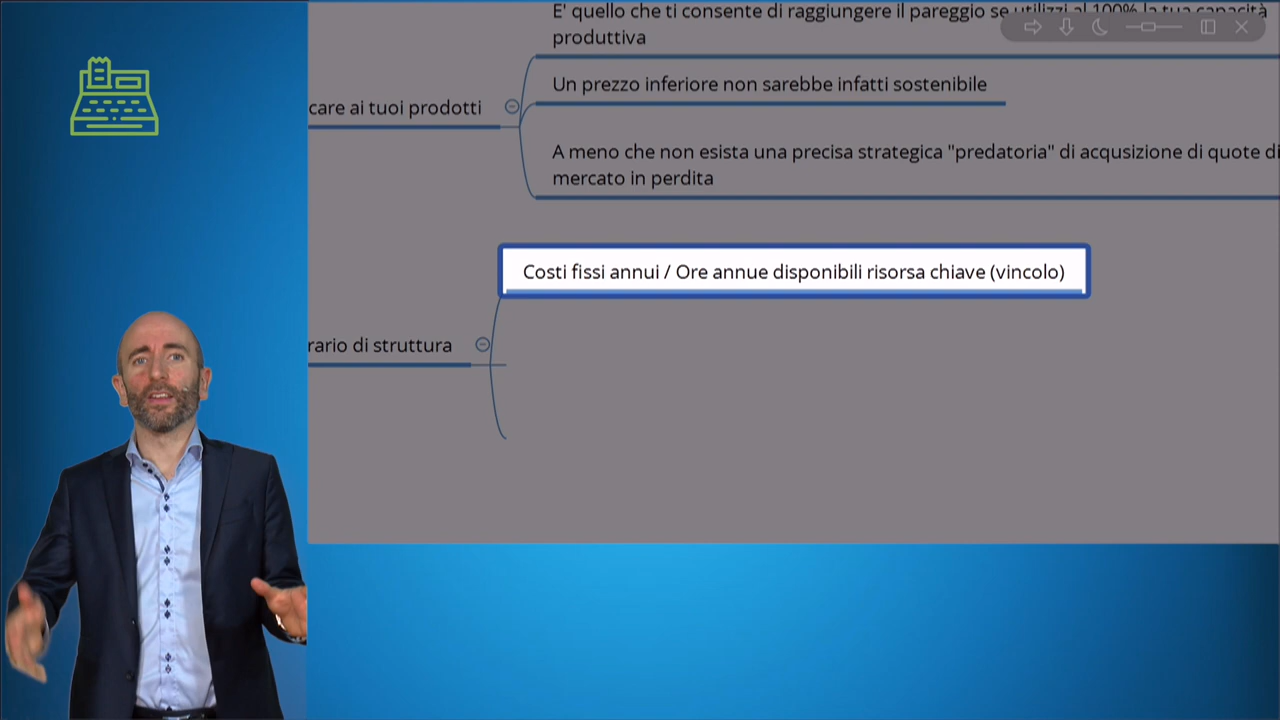 E' quello che ti consente di raggiungere il pareggio se utilizzi al 100% la tua capacità
produttiva
Un prezzo inferiore non sarebbe infatti sostenibile
care ai tuoi prodotti
A meno che non esista una precisa strategica "predatoria" di acqusizione di quote di
mercato in perdita
Costi fissi annui / Ore annue disponibili risorsa chiave (vincolo)
rario di struttura